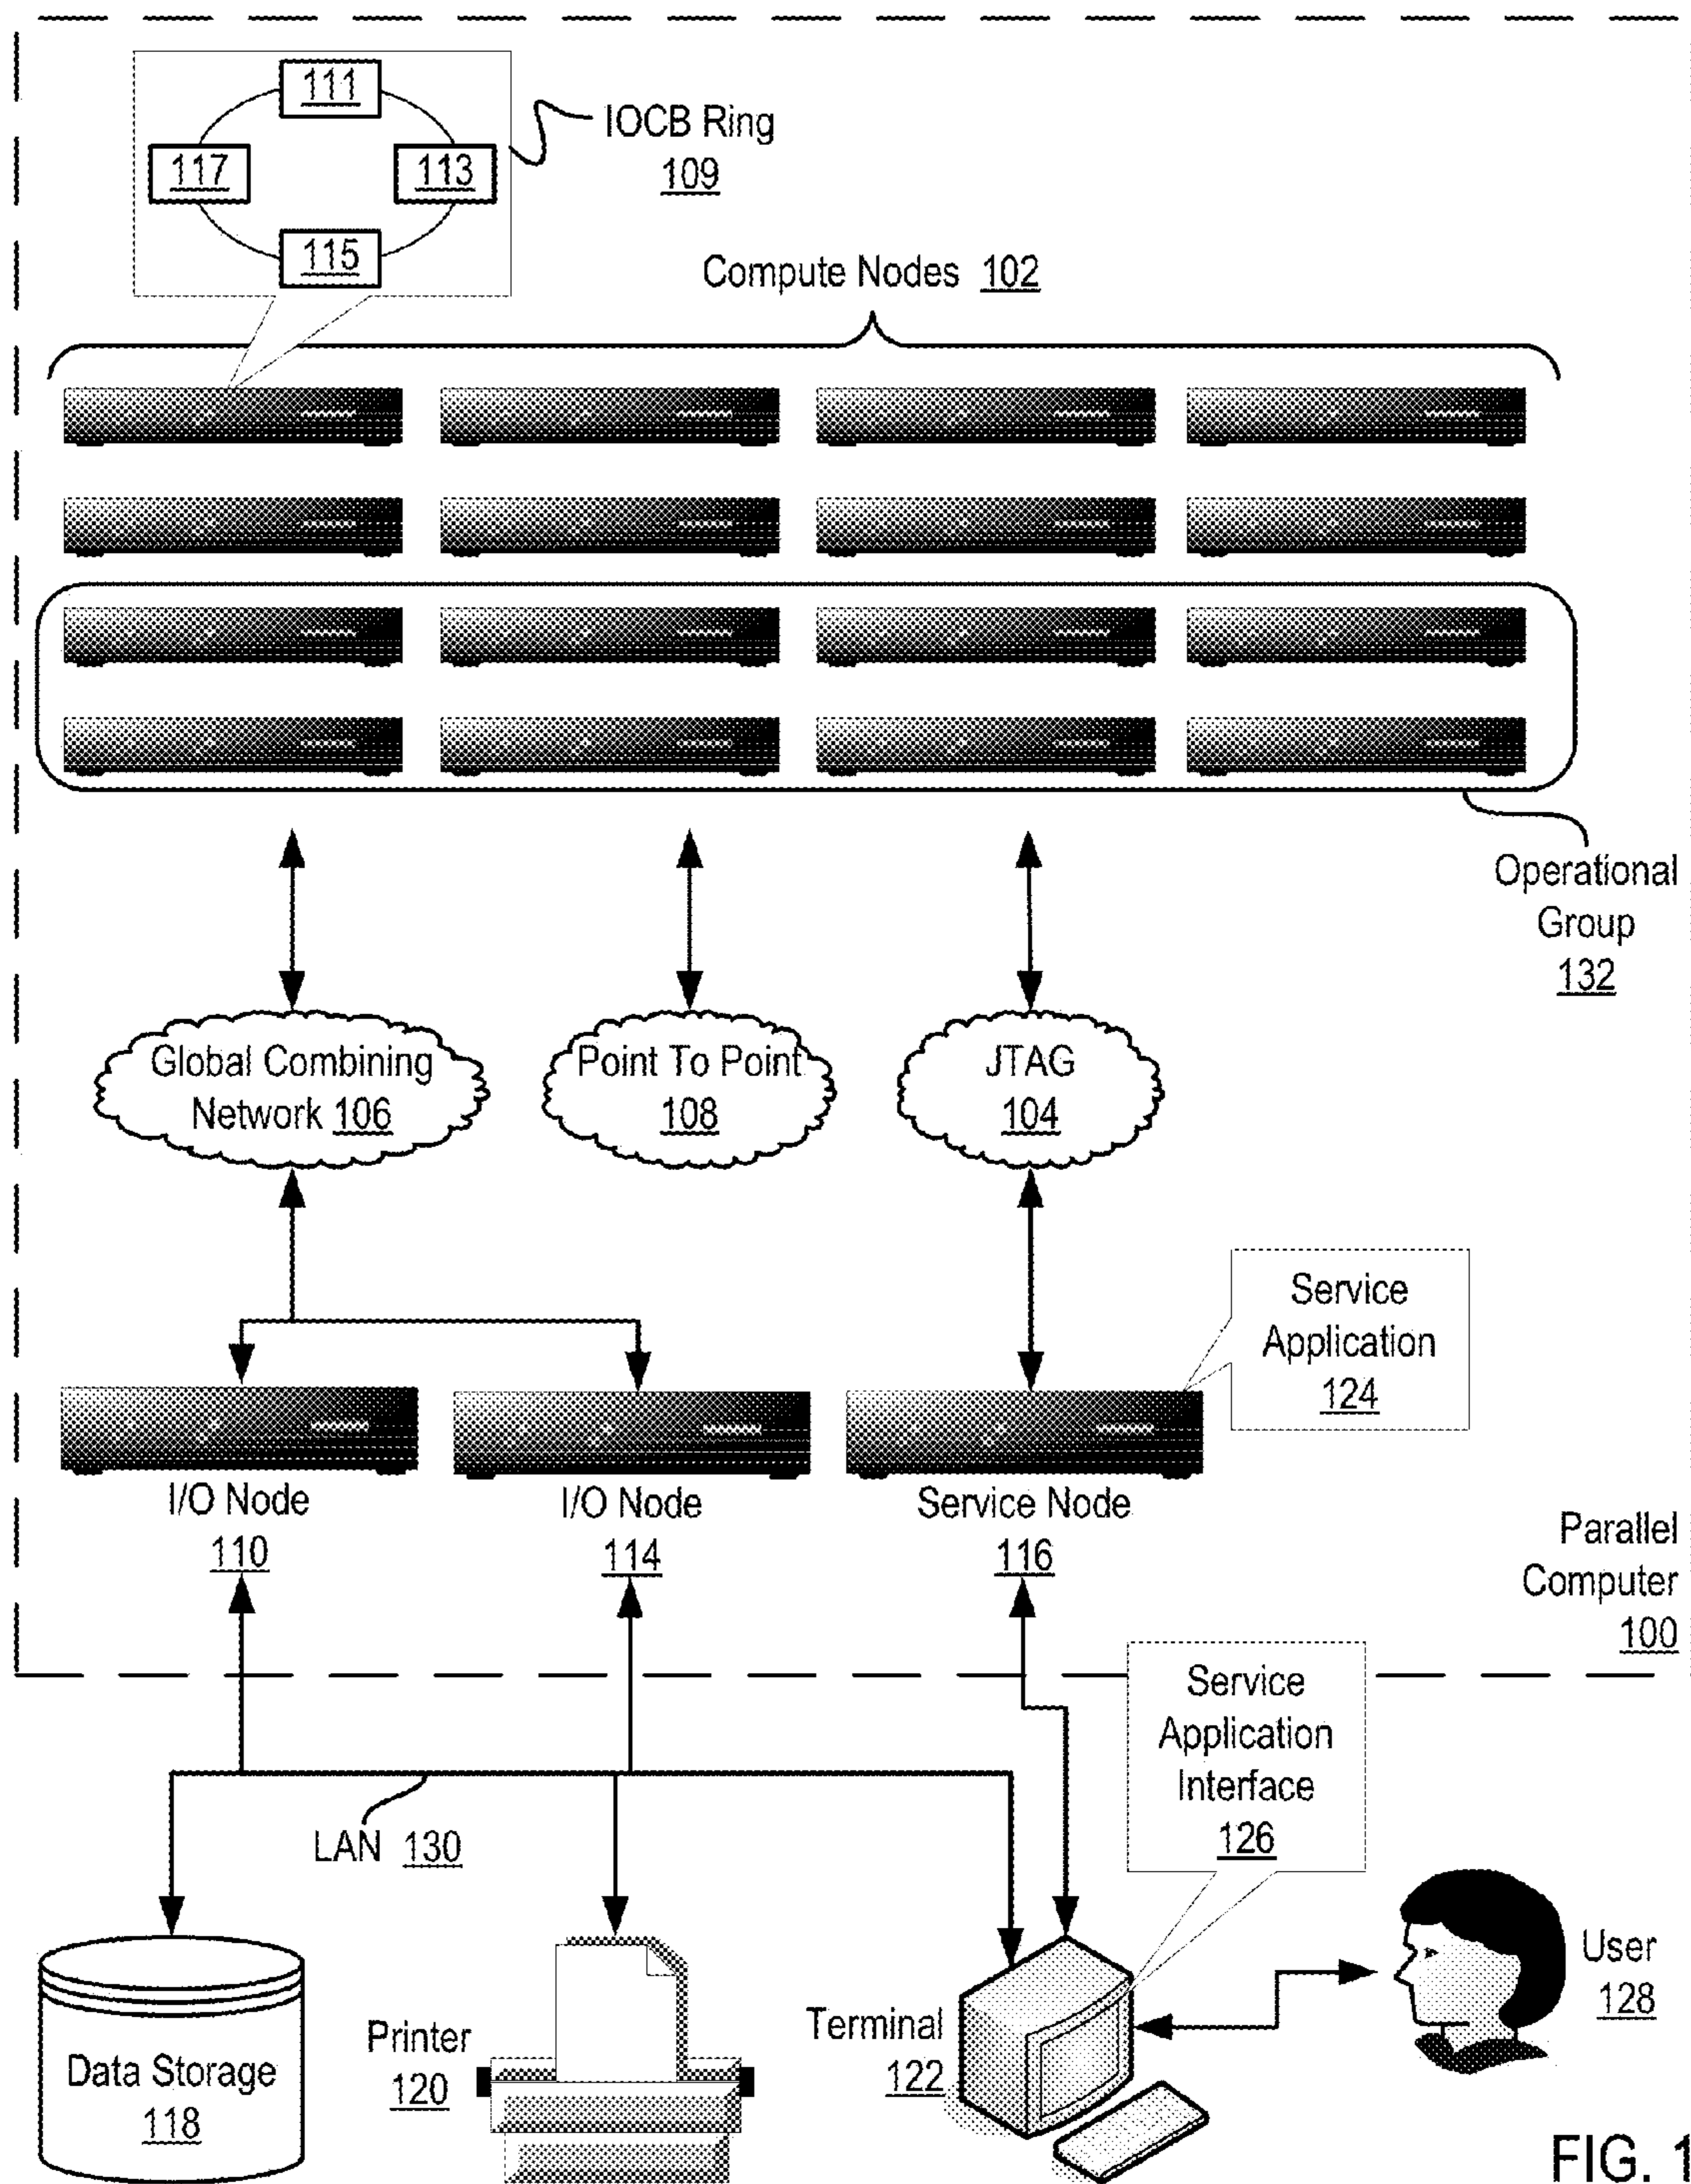 111
117
113
115
IOCB Ring
109
Compute Nodes 102
Operational
Group
132
Global Combining
Network 106
Point To Point
108
JTAG
104
Service
Application
124
I/O Node
110
I/O Node
114
Service Node
116
Parallel
Computer
100
Service
Application
Interface
126
LAN 130
Data Storage
118
Printer
120
Terminal
122
User
128
FIG. 1